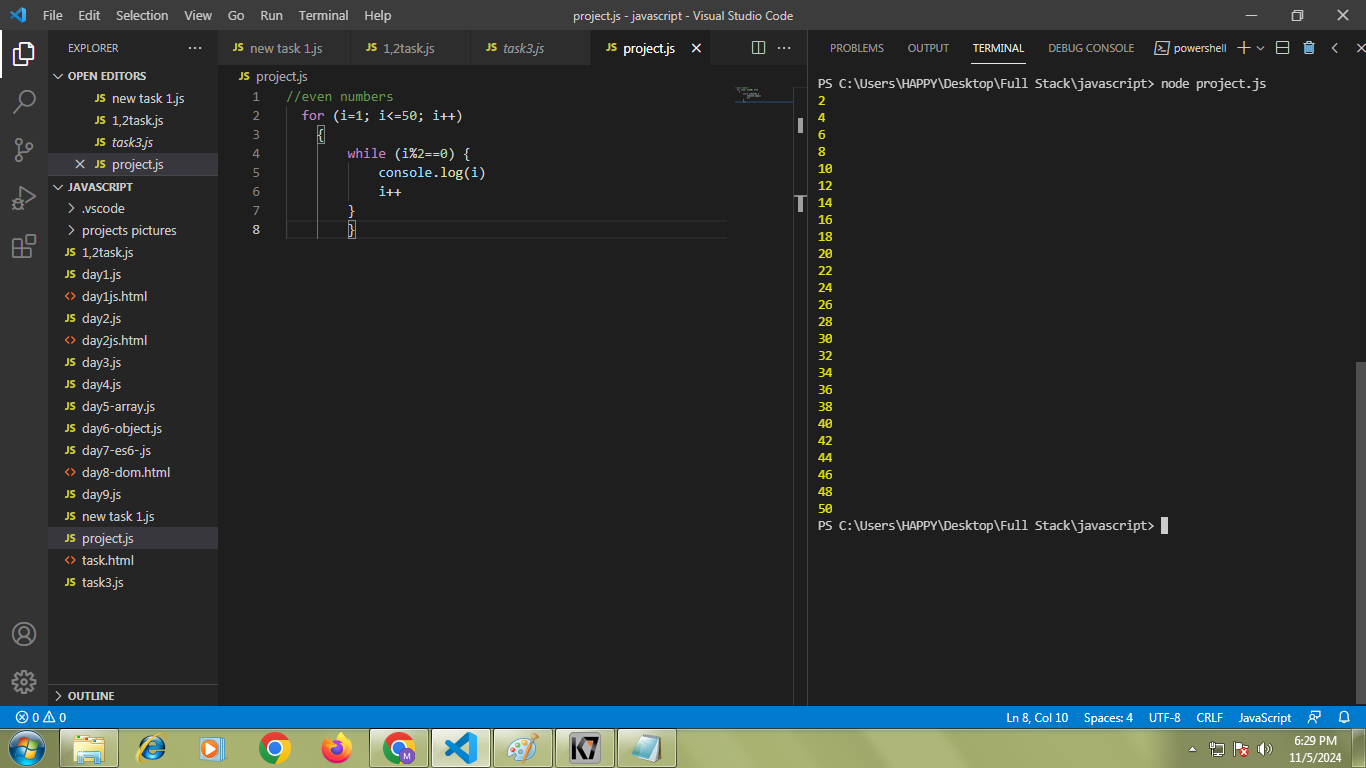 File Edit Selection View Go Run Terminal Help
project.js - javascript - Visual Studio Code
EXPLORER
OPEN EDITORS
JS new task 1.js
JS 1,2task.js
JS task3.js
JS project.js
JAVASCRIPT
.vscode
projects pictures
JS 1,2task.js
JS day1.js
<> day1js.html
JS day2.js
<> day2js.html
JS day3.js
JS day4.js
JS day5-array.js
JS day6-object.js
JS day7-es6-.js
<> day8-dom.html
JS day9.js
JS new task 1.js
JS project.js
<> task.html
JS task3.js
OUTLINE
JS new task 1.js JS 1,2task.js JS task3.js JS project.js
JS project.js
1 //even numbers
2 for (i=1; i<=50; i++)
3 {
4 while (i%2==0) {
5 console.log(i)
6 i++
7 }
8 }
PROBLEMS OUTPUT TERMINAL DEBUG CONSOLE powershell
PS C:\Users\HAPPY\Desktop\Full Stack\javascript> node project.js
2
4
6
8
10
12
14
16
18
20
22
24
26
28
30
32
34
36
38
40
42
44
46
48
50
PS C:\Users\HAPPY\Desktop\Full Stack\javascript>
0 0 Ln 8, Col 10 Spaces: 4 UTF-8 CRLF JavaScript
M
K7
6:29 PM
11/5/2024